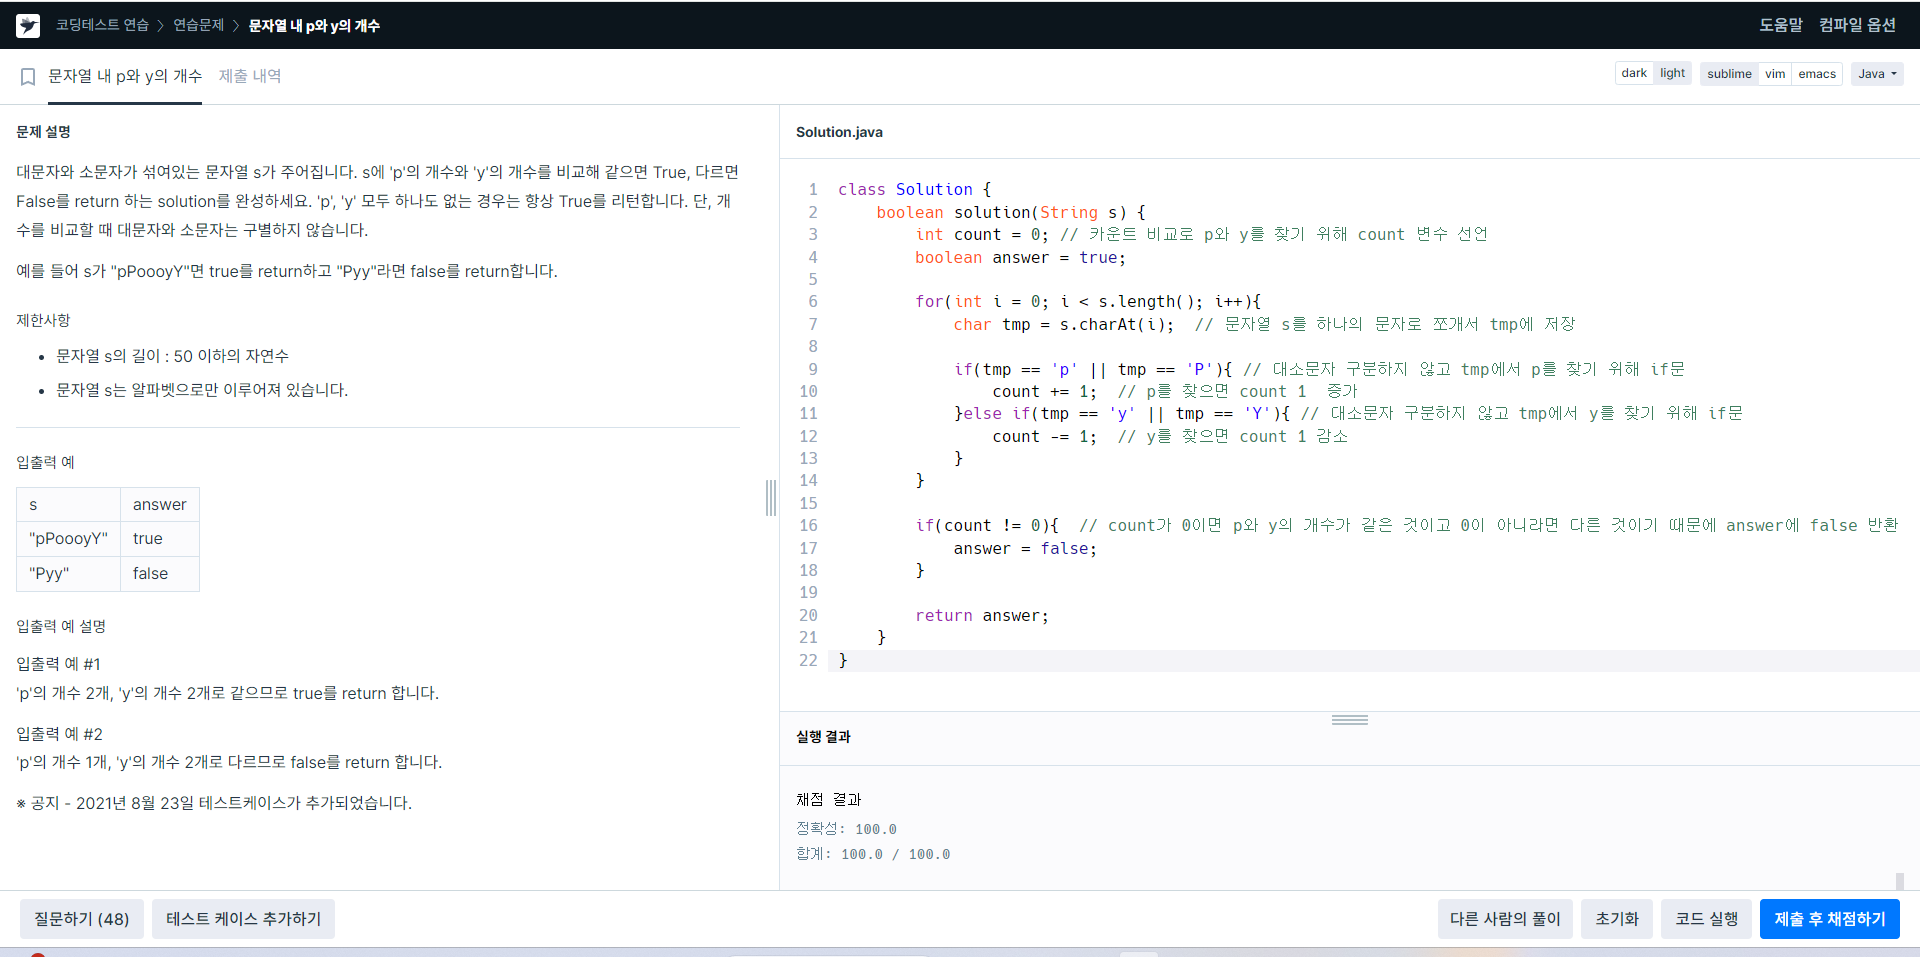 코딩테스트 연습 > 연습문제 > 문자열 내 p와 y의 개수
도움말 컴파일 옵션
문자열 내 p와 y의 개수 제출 내역
dark light sublime vim emacs Java
문제 설명
대문자와 소문자가 섞여있는 문자열 s가 주어집니다. s에 'p'의 개수와 'y'의 개수를 비교해 같으면 True, 다르면
False를 return 하는 solution를 완성하세요. 'p', 'y' 모두 하나도 없는 경우는 항상 True를 리턴합니다. 단, 개
수를 비교할 때 대문자와 소문자는 구별하지 않습니다.
예를 들어 s가 "pPoooyY"면 true를 return하고 "Pyy"라면 false를 return합니다.
제한사항
• 문자열 s의 길이 : 50 이하의 자연수
• 문자열 s는 알파벳으로만 이루어져 있습니다.
입출력 예
s answer
"pPoooyY" true
"Pyy" false
입출력 예 설명
입출력 예 #1
'p'의 개수 2개, 'y'의 개수 2개로 같으므로 true를 return 합니다.
입출력 예 #2
'p'의 개수 1개, 'y'의 개수 2개로 다르므로 false를 return 합니다.
※ 공지 - 2021년 8월 23일 테스트케이스가 추가되었습니다.
Solution.java
1 class Solution {
2     boolean solution(String s) {
3         int count = 0; // 카운트 비교로 p와 y를 찾기 위해 count 변수 선언
4         boolean answer = true;
5
6         for(int i = 0; i < s.length(); i++){
7             char tmp = s.charAt(i);  // 문자열 s를 하나의 문자로 쪼개서 tmp에 저장
8
9             if(tmp == 'p' || tmp == 'P'){ // 대소문자 구분하지 않고 tmp에서 p를 찾기 위해 if문
10                 count += 1;  // p를 찾으면 count 1  증가
11             }else if(tmp == 'y' || tmp == 'Y'){ // 대소문자 구분하지 않고 tmp에서 y를 찾기 위해 if문
12                 count -= 1;  // y를 찾으면 count 1 감소
13             }
14         }
15
16         if(count != 0){  // count가 0이면 p와 y의 개수가 같은 것이고 0이 아니라면 다른 것이기 때문에 answer에 false 반환
17             answer = false;
18         }
19
20         return answer;
21     }
22 }
실행 결과
채점 결과
정확성: 100.0
합계: 100.0 / 100.0
질문하기 (48) 테스트 케이스 추가하기 다른 사람의 풀이 초기화 코드 실행 제출 후 채점하기